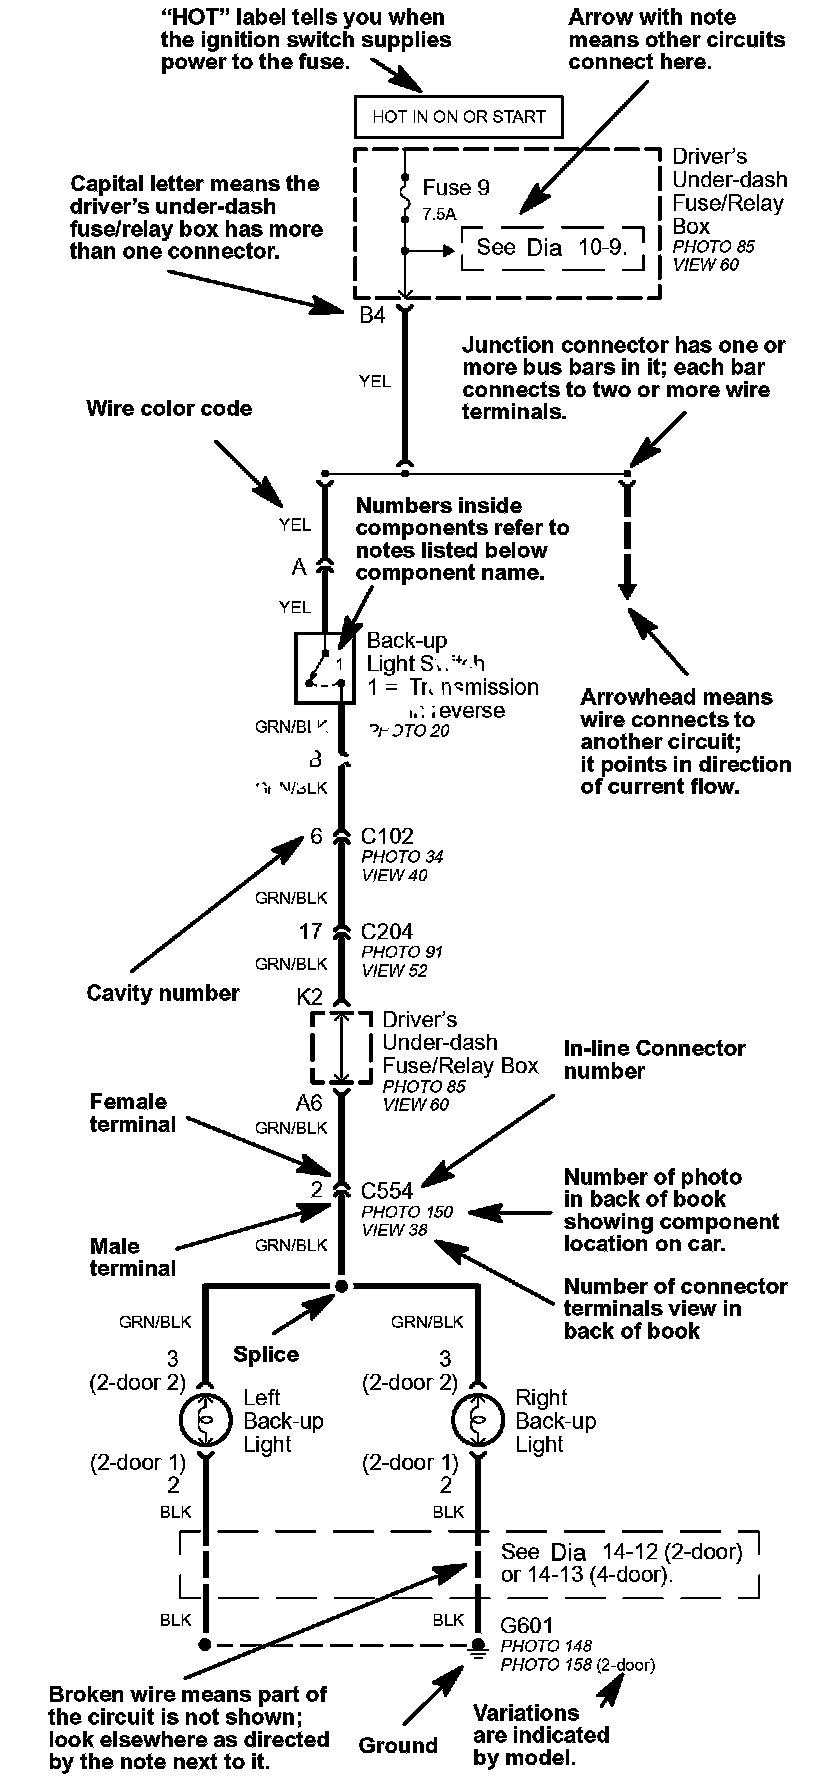 “HOT” label tells you when
the ignition switch supplies
power to the fuse.
Arrow with note
means other circuits
connect here.
HOT IN ON OR START
Capital letter means the
driver’s under-dash
fuse/relay box has more
than one connector.
Fuse 9
7.5A
See Dia 10-9.
Driver’s
Under-dash
Fuse/Relay
Box
PHOTO 85
VIEW 60
B4
YEL
Junction connector has one or
more bus bars in it; each bar
connects to two or more wire
terminals.
Wire color code
YEL
A
YEL
Numbers inside
components refer to
notes listed below
component name.
1
Back-up
Light Switch
1 = Transmission
in reverse
PHOTO 20
Arrowhead means
wire connects to
another circuit;
it points in direction
of current flow.
GRN/BLK
B
GRN/BLK
6
C102
PHOTO 34
VIEW 40
GRN/BLK
17
C204
PHOTO 91
VIEW 52
GRN/BLK
Cavity number
K2
Driver’s
Under-dash
Fuse/Relay Box
PHOTO 85
VIEW 60
In-line Connector
number
A6
GRN/BLK
Female
terminal
2
C554
PHOTO 150
VIEW 38
Number of photo
in back of book
showing component
location on car.
GRN/BLK
Male
terminal
Number of connector
terminals view in
back of book
Splice
GRN/BLK
3
(2-door 2)
Left
Back-up
Light
(2-door 1)
2
BLK
GRN/BLK
3
(2-door 2)
Right
Back-up
Light
(2-door 1)
2
BLK
See Dia 14-12 (2-door)
or 14-13 (4-door).
BLK
BLK
G601
PHOTO 148
PHOTO 158 (2-door)
Broken wire means part of
the circuit is not shown;
look elsewhere as directed
by the note next to it.
Ground
Variations
are indicated
by model.